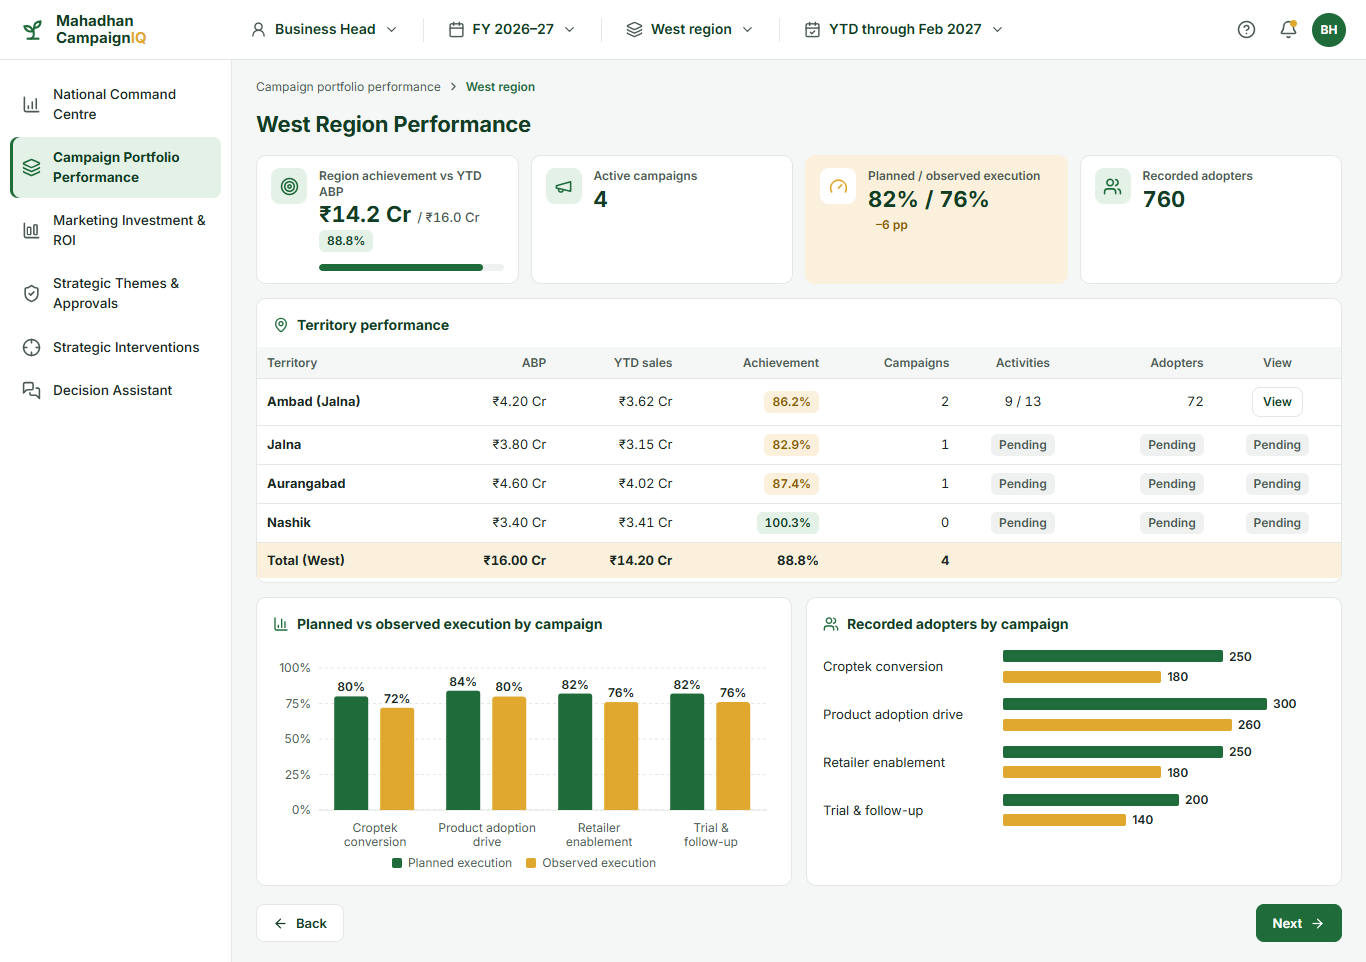 Mahadhan
CampaignIQ
Business Head
FY 2026–27
West region
YTD through Feb 2027
BH
National Command
Centre
Campaign Portfolio
Performance
Marketing Investment &
ROI
Strategic Themes &
Approvals
Strategic Interventions
Decision Assistant
Campaign portfolio performance > West region
West Region Performance
Region achievement vs YTD
ABP
₹14.2 Cr / ₹16.0 Cr
88.8%
Active campaigns
4
Planned / observed execution
82% / 76%
−6 pp
Recorded adopters
760
Territory performance
Territory ABP YTD sales Achievement Campaigns Activities Adopters View
Ambad (Jalna) ₹4.20 Cr ₹3.62 Cr 86.2% 2 9 / 13 72 View
Jalna ₹3.80 Cr ₹3.15 Cr 82.9% 1 Pending Pending Pending
Aurangabad ₹4.60 Cr ₹4.02 Cr 87.4% 1 Pending Pending Pending
Nashik ₹3.40 Cr ₹3.41 Cr 100.3% 0 Pending Pending Pending
Total (West) ₹16.00 Cr ₹14.20 Cr 88.8% 4
Planned vs observed execution by campaign
100%
75%
50%
25%
0%
80% 72% 84% 80% 82% 76% 82% 76%
Croptek
conversion
Product adoption
drive
Retailer
enablement
Trial &
follow-up
Planned execution Observed execution
Recorded adopters by campaign
Croptek conversion 250
180
Product adoption drive 300
260
Retailer enablement 250
180
Trial & follow-up 200
140
Back
Next